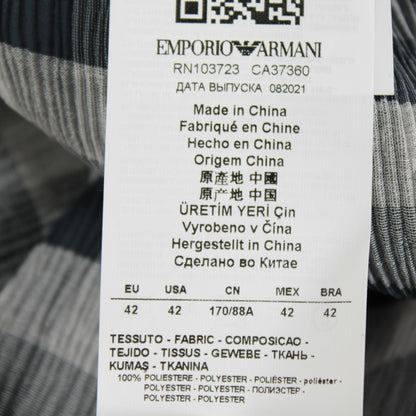 EMPORIO ARMANI
RN103723 CA37360
ДАТА ВЫПУСКА 082021
Made in China
Fabriqué en Chine
Hecho en China
Origem China
原產地 中國
原产地 中国
ÜRETİM YERİ Çin
Vyrobeno v Čína
Hergestellt in China
Сделано во Китае
EU USA CN MEX BRA
42 42 170/88A 42 42
TESSUTO - FABRIC - COMPOSICAO -
TEJIDO - TISSUS - GEWEBE - ТКАНЬ -
KUMAŞ - TKANINA
100% POLIESTERE - POLYESTER - POLIÉSTER - poliéster -
POLYESTER - POLYESTER - ПОЛИЭСТЕР -
POLYESTER - POLYESTER